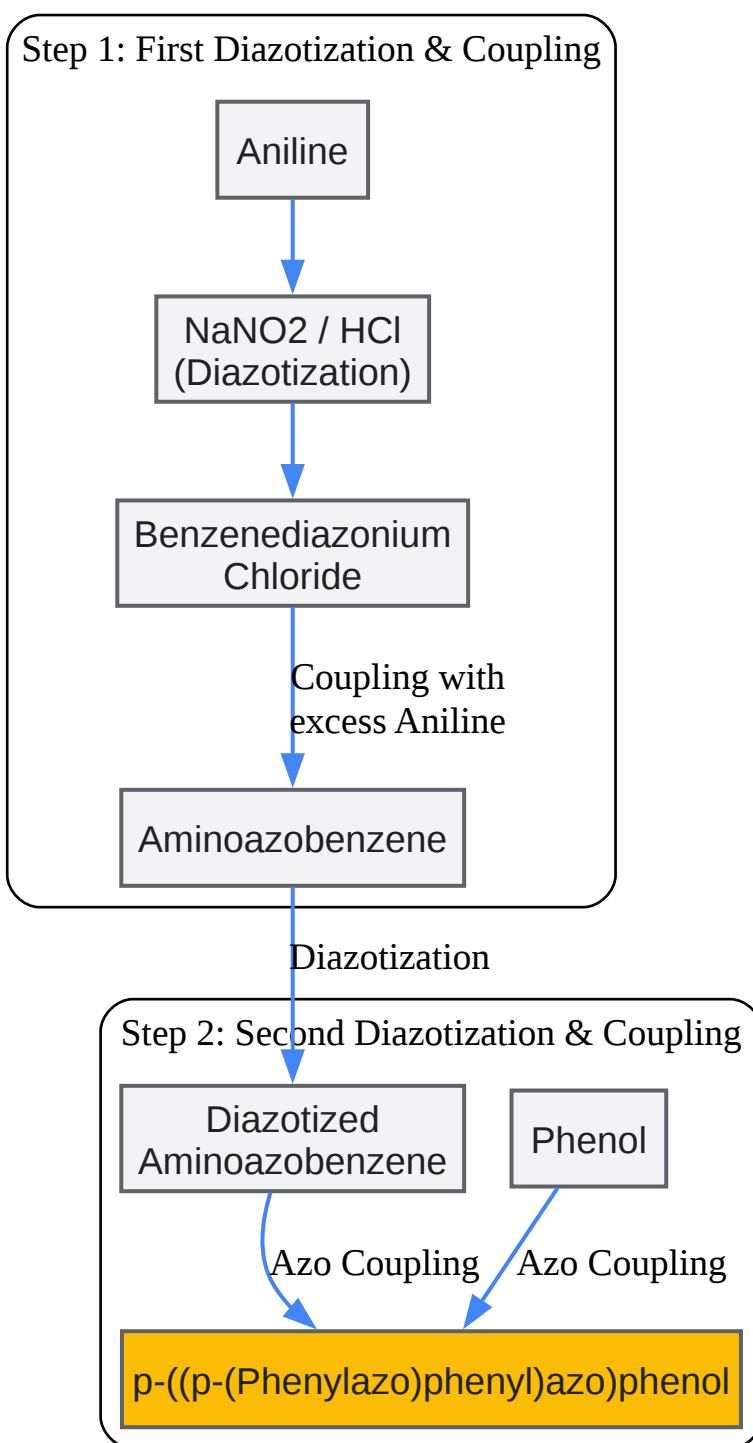 Step 1: First Diazotization & Coupling
Aniline
NaNO2 / HCl
(Diazotization)
Benzenediazonium
Chloride
Coupling with
excess Aniline
Aminoazobenzene
Diazotization
Step 2: Second Diazotization & Coupling
Diazotized
Aminoazobenzene
Phenol
Azo Coupling
Azo Coupling
p-((p-(Phenylazo)phenyl)azo)phenol